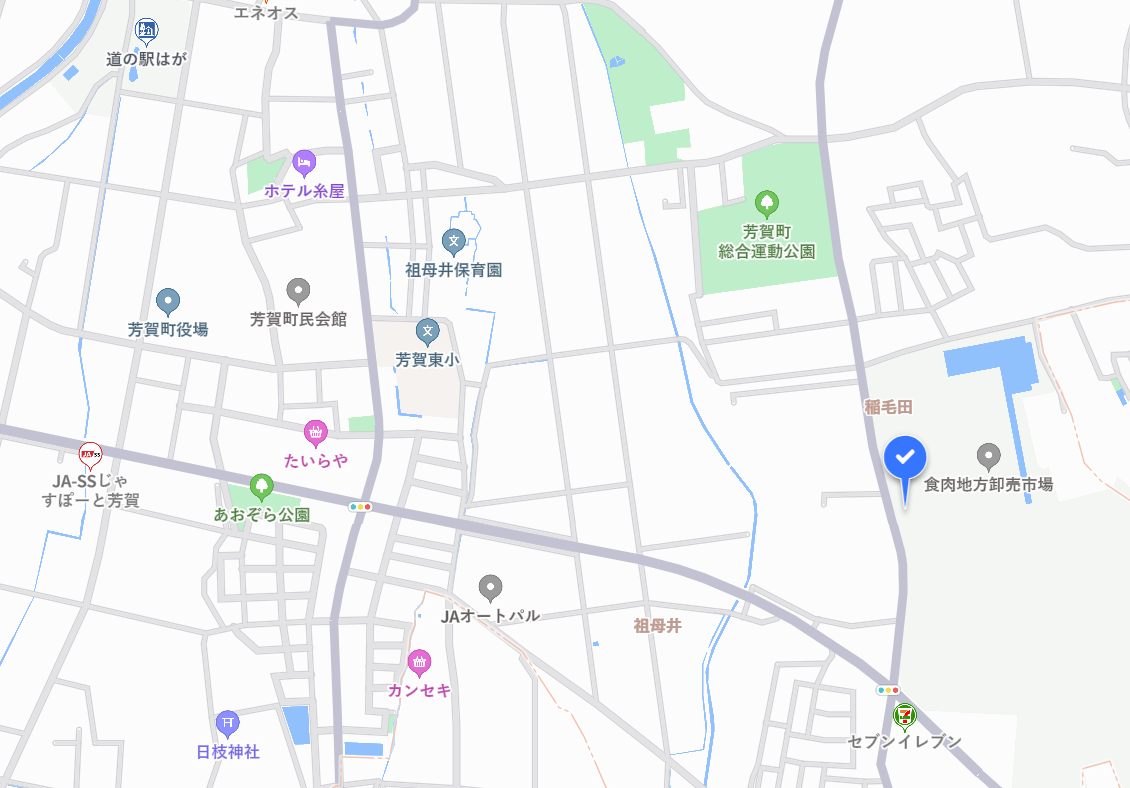 エネオス
道の駅はが
ホテル糸屋
芳賀町
総合運動公園
祖母井保育園
芳賀町役場
芳賀町民会館
芳賀東小
稲毛田
たいらや
JA-SSじゃ
すぽーと芳賀
食肉地方卸売市場
あおぞら公園
JAオートパル
祖母井
カンセキ
日枝神社
セブンイレブン